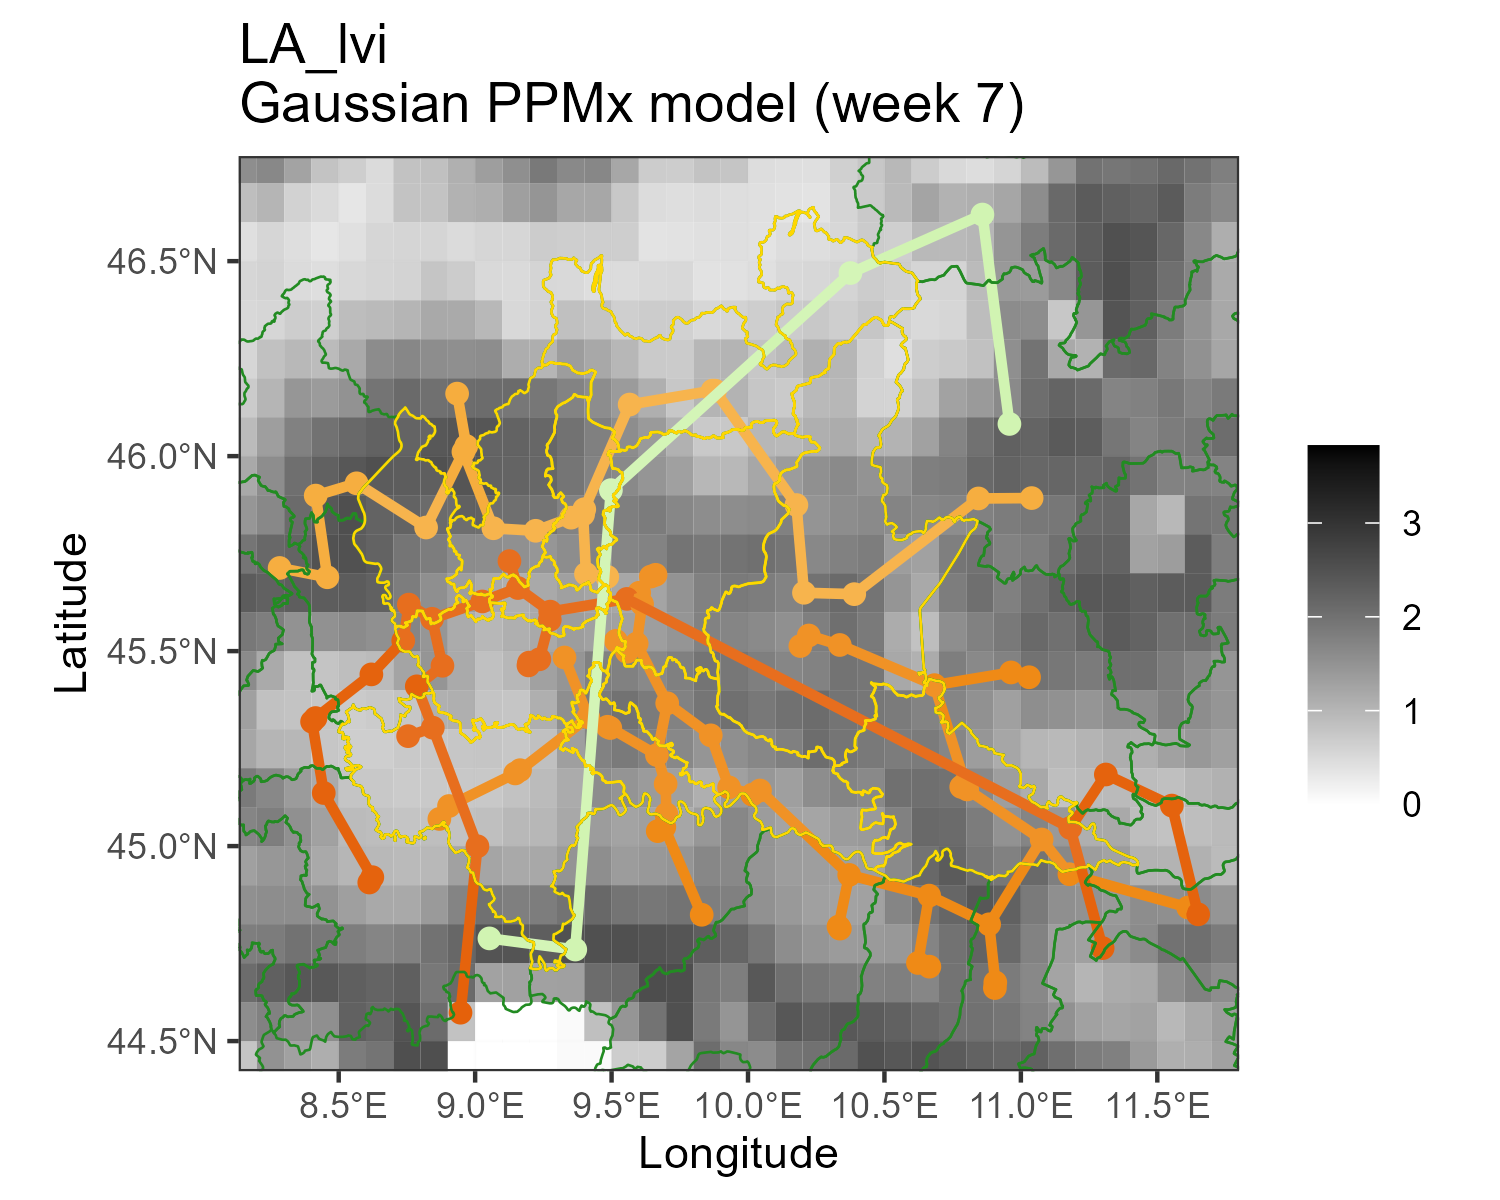 LA_lvi
Gaussian PPMx model (week 7)
46.5°N
46.0°N
45.5°N
45.0°N
44.5°N
Latitude
8.5°E 9.0°E 9.5°E 10.0°E 10.5°E 11.0°E 11.5°E
Longitude
3
2
1
0